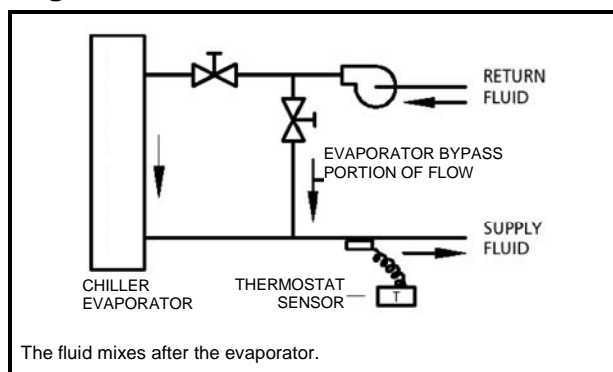 RETURN
FLUID
EVAPORATOR BYPASS
PORTION OF FLOW
SUPPLY
FLUID
CHILLER
EVAPORATOR
THERMOSTAT
SENSOR
T
The fluid mixes after the evaporator.